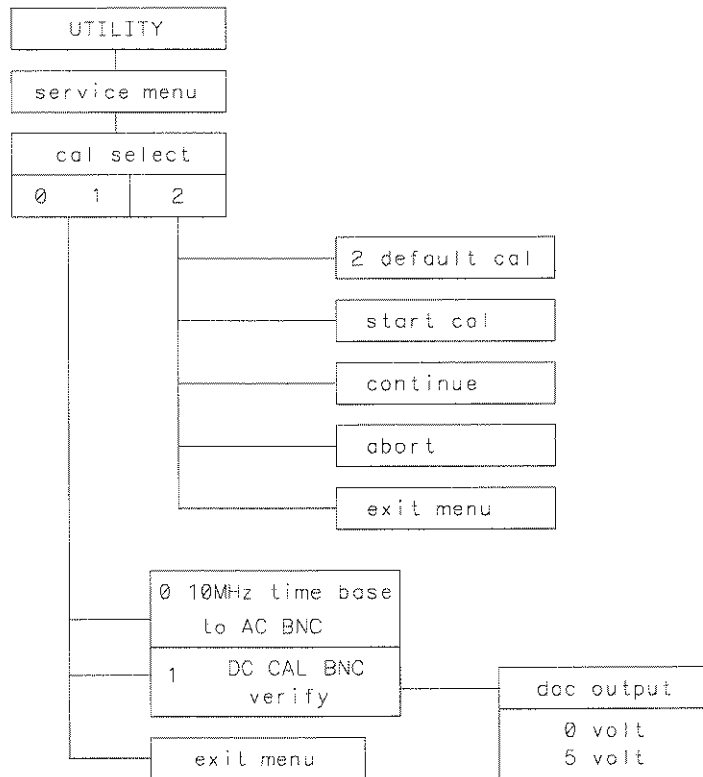 UTILITY
service menu
cal select
0 1 2
2 default cal
start cal
continue
abort
exit menu
0 10MHz time base
to AC BNC
1 DC CAL BNC
verify
dac output
0 volt
5 volt
exit menu